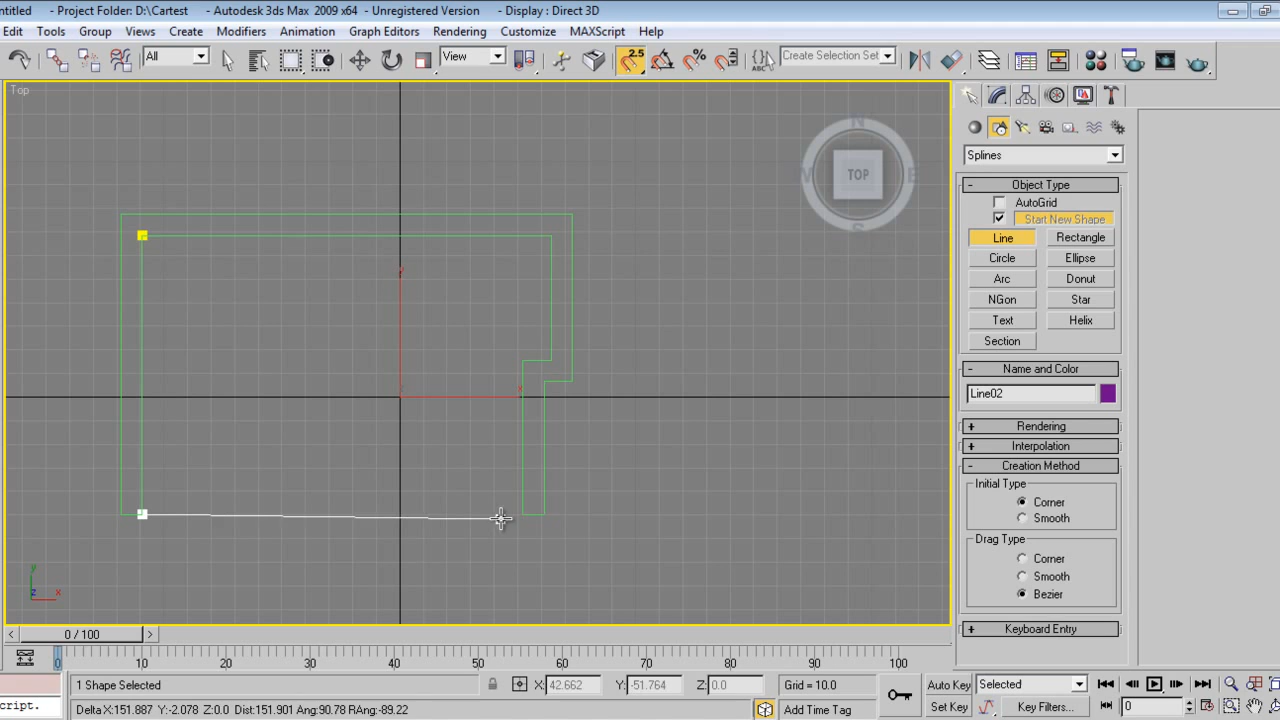 ntitled - Project Folder: D:\Cartest - Autodesk 3ds Max 2009 x64 - Unregistered Version - Display : Direct 3D
Edit Tools Group Views Create Modifiers Animation Graph Editors Rendering Customize MAXScript Help
All View 2.5 ABC Create Selection Set
Top
N
TOP
S
Splines
- Object Type
AutoGrid
Start New Shape
Line Rectangle
Circle Ellipse
Arc Donut
NGon Star
Text Helix
Section
- Name and Color
Line02
+ Rendering
+ Interpolation
- Creation Method
Initial Type
Corner
Smooth
Drag Type
Corner
Smooth
Bezier
+ Keyboard Entry
y
z x
< 0 / 100 >
0 10 20 30 40 50 60 70 80 90 100
1 Shape Selected X: 42.662 Y: -51.764 Z: 0.0 Grid = 10.0 Auto Key Selected
cript. Delta X:151.887 Y:-2.078 Z:0.0 Dist:151.901 Ang:90.78 RAng:-89.22 Add Time Tag Set Key Key Filters... 0